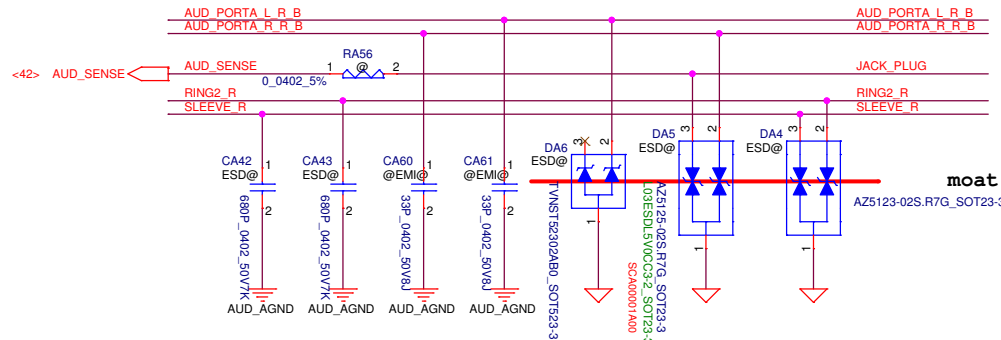 AUD_PORTA_L_R_B
AUD_PORTA_R_R_B
AUD_PORTA_L_R_B
AUD_PORTA_R_R_B
<42> AUD_SENSE
AUD_SENSE
1 RA56 2
@
0_0402_5%
JACK_PLUG
RING2_R
SLEEVE_R
RING2_R
SLEEVE_R
CA42
ESD@
1
2
680P_0402_50V7K
AUD_AGND
CA43
ESD@
1
2
680P_0402_50V7K
AUD_AGND
CA60
@EMI@
1
2
33P_0402_50V8J
AUD_AGND
CA61
@EMI@
1
2
33P_0402_50V8J
AUD_AGND
DA6
ESD@
3
2
1
TVNST52302AB0_SOT523-3
DA5
ESD@
3
2
1
AZ5125-02S.R7G_SOT23-3
L03ESDL5V0CC3-2_SOT23-
SCA00001A00
DA4
ESD@
3
2
1
moat
AZ5123-02S.R7G_SOT23-3